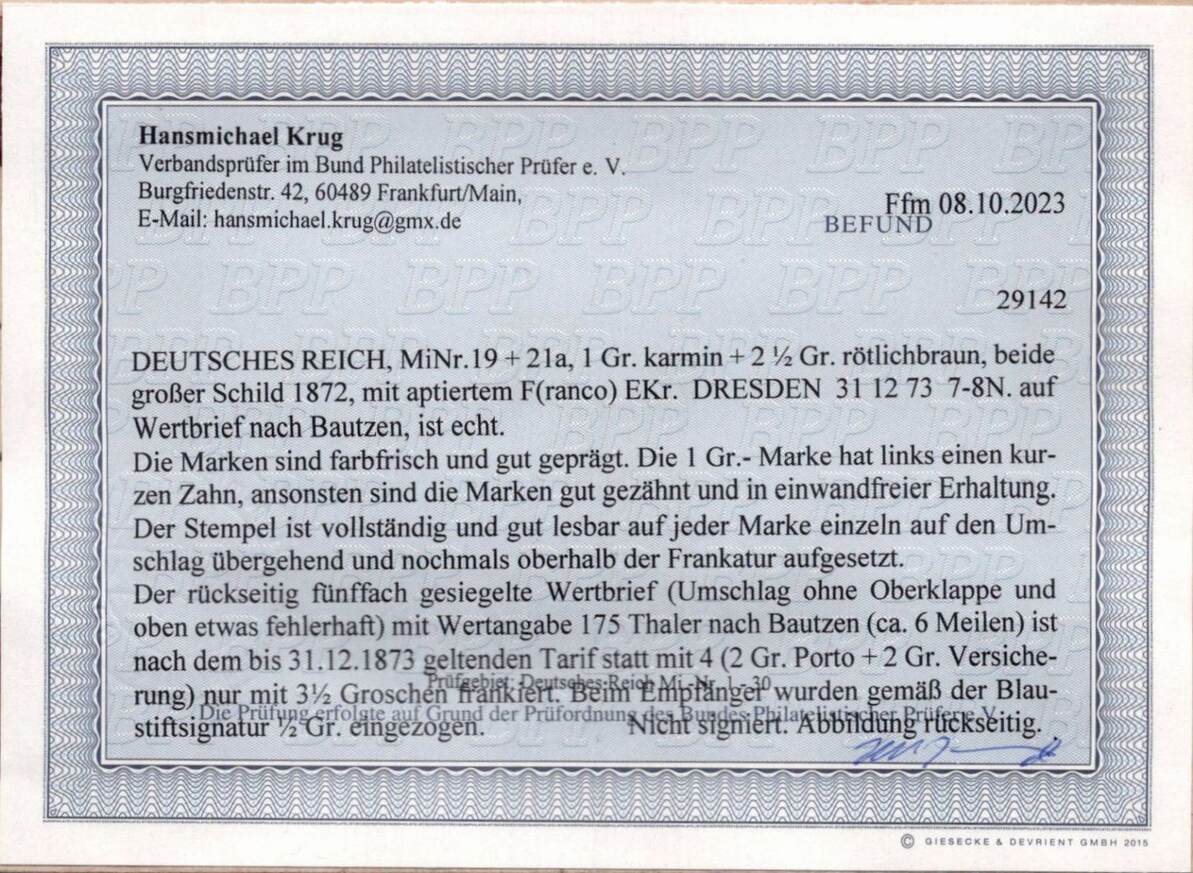 Hansmichael Krug
Verbandsprüfer im Bund Philatelistischer Prüfer e. V.
Burgfriedenstr. 42, 60489 Frankfurt/Main,
E-Mail: hansmichael.krug@gmx.de
Ffm 08.10.2023
BEFUND
29142
DEUTSCHES REICH, MiNr.19 + 21a, 1 Gr. karmin + 2 ½ Gr. rötlichbraun, beide
großer Schild 1872, mit aptiertem F(ranco) EKr. DRESDEN 31 12 73 7-8N. auf
Wertbrief nach Bautzen, ist echt.
Die Marken sind farbfrisch und gut geprägt. Die 1 Gr.- Marke hat links einen kur-
zen Zahn, ansonsten sind die Marken gut gezähnt und in einwandfreier Erhaltung.
Der Stempel ist vollständig und gut lesbar auf jeder Marke einzeln auf den Um-
schlag übergehend und nochmals oberhalb der Frankatur aufgesetzt.
Der rückseitig fünffach gesiegelte Wertbrief (Umschlag ohne Oberklappe und
oben etwas fehlerhaft) mit Wertangabe 175 Thaler nach Bautzen (ca. 6 Meilen) ist
nach dem bis 31.12.1873 geltenden Tarif statt mit 4 (2 Gr. Porto + 2 Gr. Versiche-
Prüfgebiet: Deutsches Reich Mi.-Nr. 1 - 30
rung) nur mit 3½ Groschen frankiert. Beim Empfänger wurden gemäß der Blau-
Die Prüfung erfolgte auf Grund der Prüfordnung des Bundes Philatelistischer Prüfer e.V.
stiftsignatur ½ Gr. eingezogen. Nicht signiert. Abbildung rückseitig.
© GIESECKE & DEVRIENT GMBH 2015